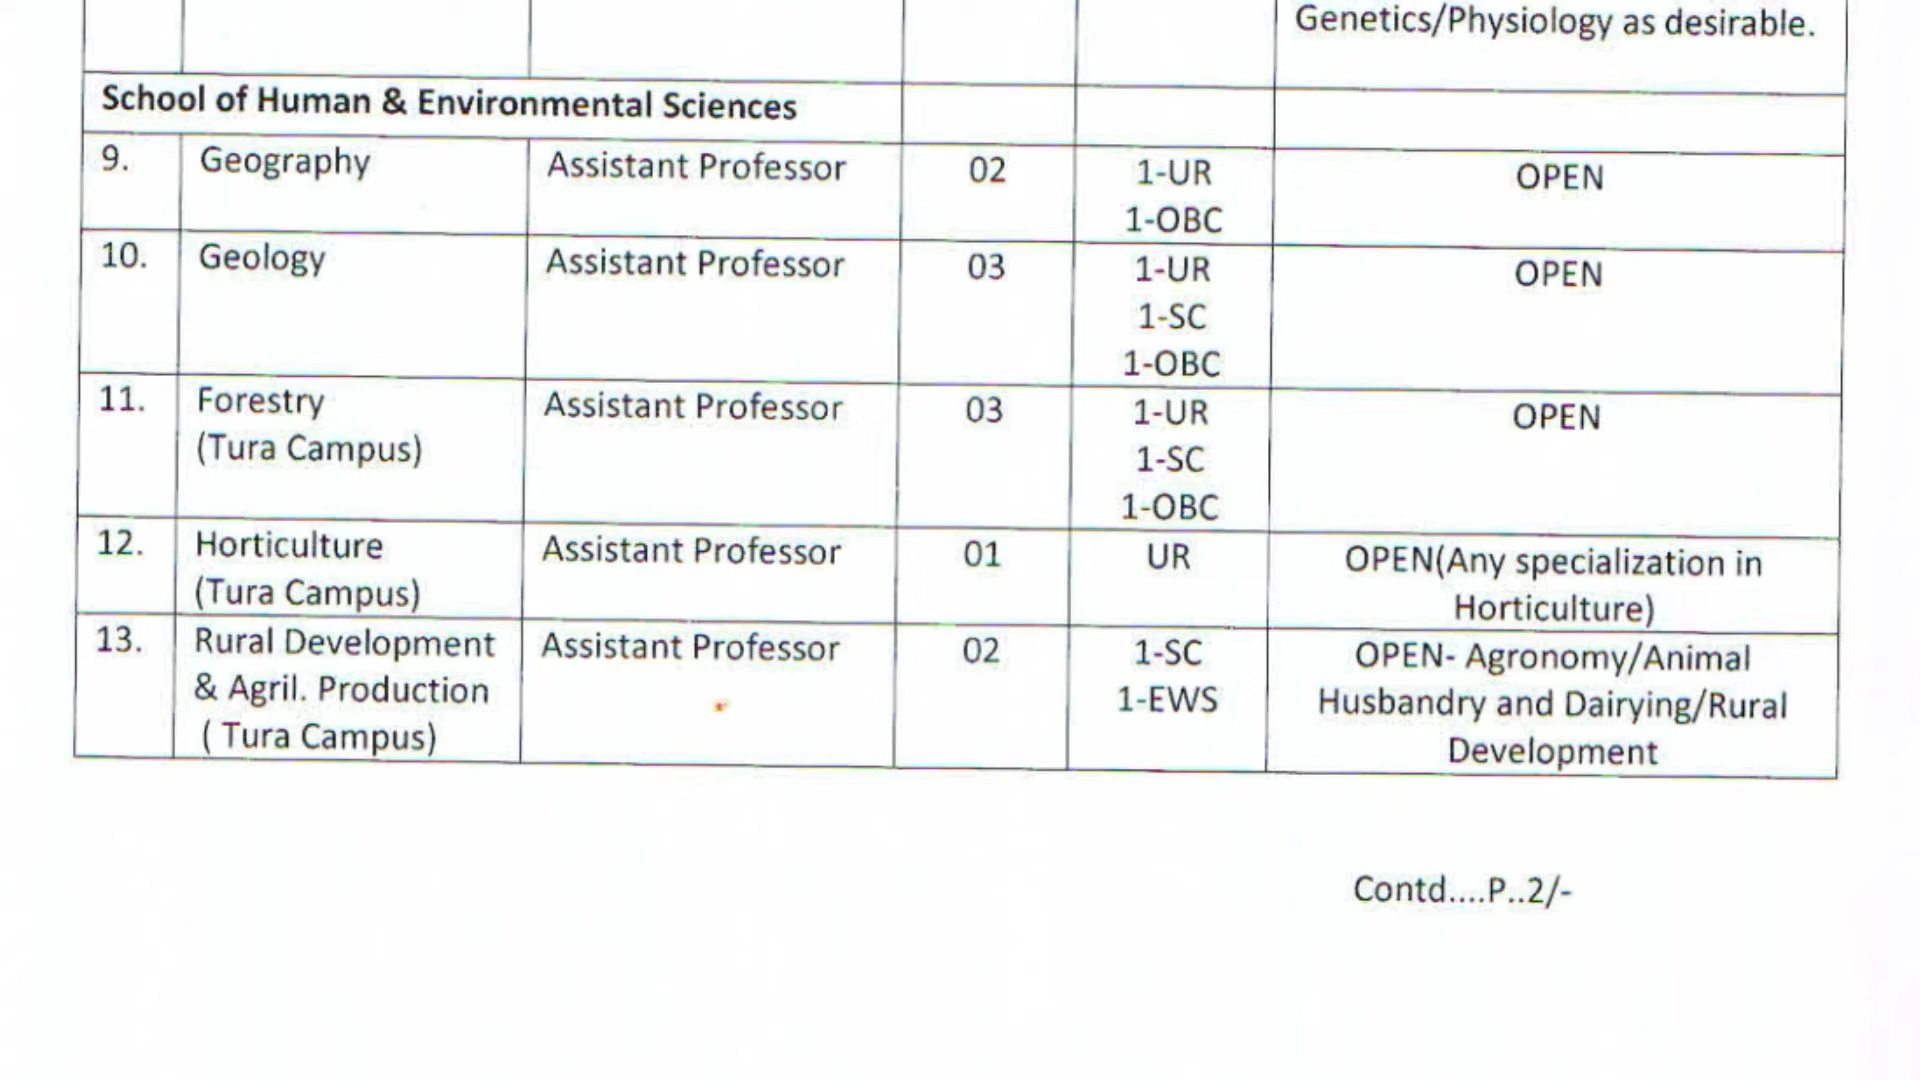 Genetics/Physiology as desirable.
School of Human & Environmental Sciences
9. Geography Assistant Professor 02 1-UR OPEN
1-OBC
10. Geology Assistant Professor 03 1-UR OPEN
1-SC
1-OBC
11. Forestry Assistant Professor 03 1-UR OPEN
(Tura Campus) 1-SC
1-OBC
12. Horticulture Assistant Professor 01 UR OPEN(Any specialization in
(Tura Campus) Horticulture)
13. Rural Development Assistant Professor 02 1-SC OPEN- Agronomy/Animal
& Agril. Production 1-EWS Husbandry and Dairying/Rural
( Tura Campus) Development
Contd....P..2/-